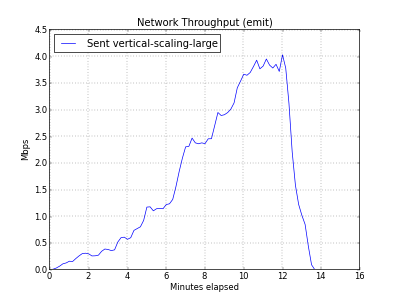 Network Throughput (emit)
Sent vertical-scaling-large
4.5
4.0
3.5
3.0
2.5
2.0
1.5
1.0
0.5
0.0
Mbps
0 2 4 6 8 10 12 14 16
Minutes elapsed